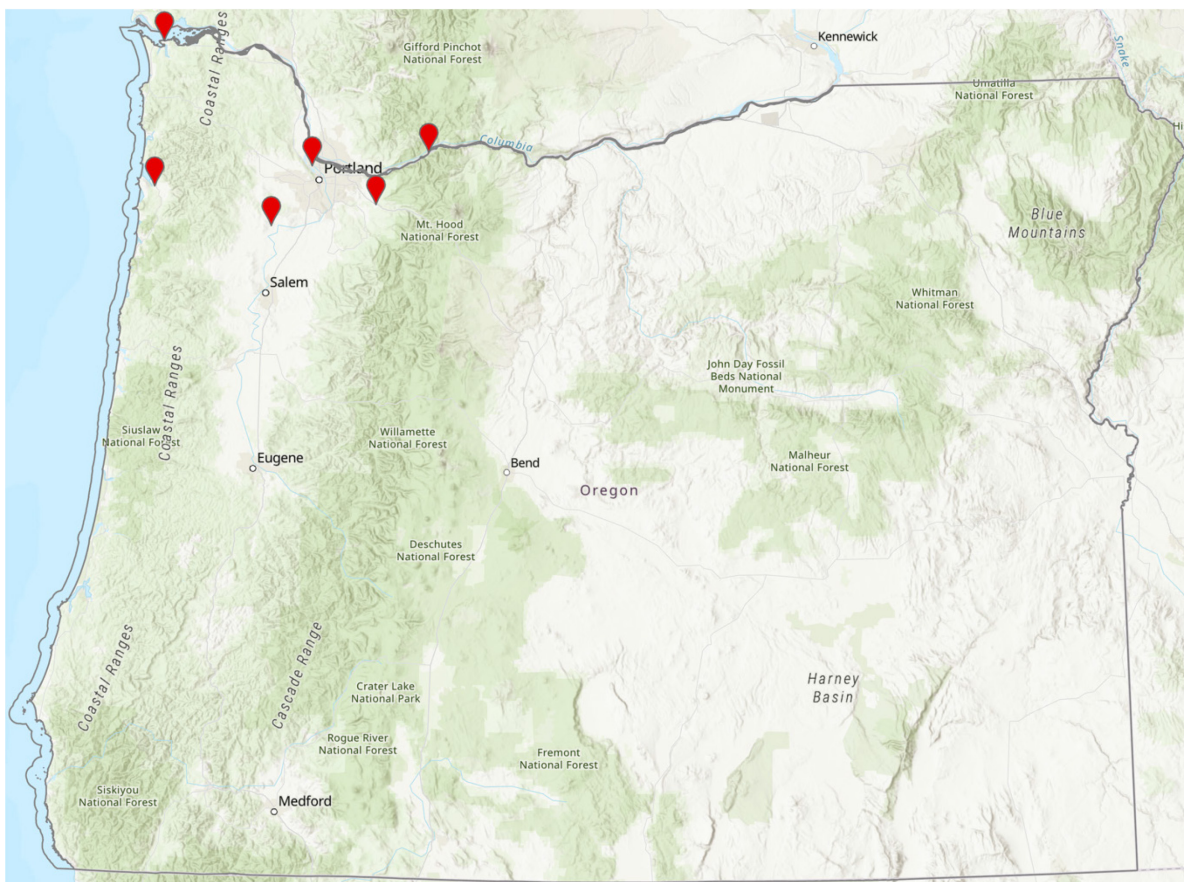 Coastal Ranges
Gifford Pinchot
National Forest
Kennewick
Snake
Umatilla
National Forest
Columbia
Hi
Portland
Mt. Hood
National Forest
Blue
Mountains
Salem
Whitman
National Forest
Coastal Ranges
John Day Fossil
Beds National
Monument
Siuslaw
National Forest
Willamette
National Forest
Eugene
Bend
Malheur
National Forest
Oregon
Deschutes
National Forest
Coastal Ranges
Cascade Range
Crater Lake
National Park
Harney
Basin
Rogue River
National Forest
Fremont
National Forest
Siskiyou
National Forest
Medford